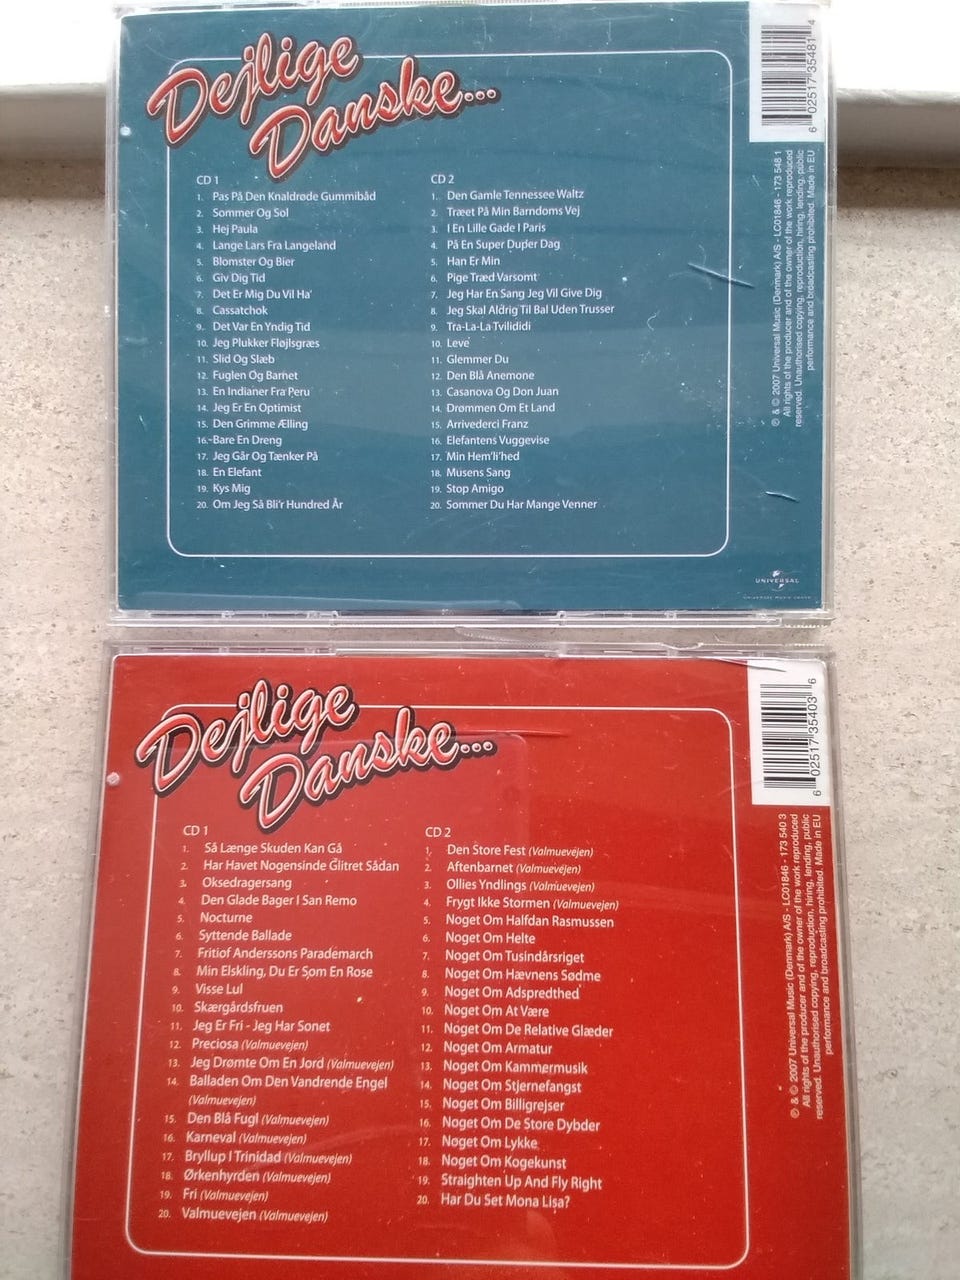 Dejlige
Danske...
CD 1
1. Pas På Den Knaldrøde Gummibåd
2. Sommer Og Sol
3. Hej Paula
4. Lange Lars Fra Langeland
5. Blomster Og Bier
6. Giv Dig Tid
7. Det Er Mig Du Vil Ha'
8. Cassatchok
9. Det Var En Yndig Tid
10. Jeg Plukker Fløjlsgræs
11. Slid Og Slæb
12. Fuglen Og Barnet
13. En Indianer Fra Peru
14. Jeg Er En Optimist
15. Den Grimme Ælling
16. Bare En Dreng
17. Jeg Går Og Tænker På
18. En Elefant
19. Kys Mig
20. Om Jeg Så Bli'r Hundred År
CD 2
1. Den Gamle Tennessee Waltz
2. Træet På Min Barndoms Vej
3. I En Lille Gade I Paris
4. På En Super Duper Dag
5. Han Er Min
6. Pige Træd Varsomt
7. Jeg Har En Sang Jeg Vil Give Dig
8. Jeg Skal Aldrig Til Bal Uden Trusser
9. Tra-La-La Tvilididi
10. Leve
11. Glemmer Du
12. Den Blå Anemone
13. Casanova Og Don Juan
14. Drømmen Om Et Land
15. Arrivederci Franz
16. Elefantens Vuggevise
17. Min Hem'li'hed
18. Musens Sang
19. Stop Amigo
20. Sommer Du Har Mange Venner
6 02517 35481 4
℗ & © 2007 Universal Music (Denmark) A/S - LC01846 - 173 548 1
All rights of the producer and of the owner of the work reproduced
reserved. Unauthorised copying, reproduction, hiring, lending, public
performance and broadcasting prohibited. Made in EU
UNIVERSAL
UNIVERSAL MUSIC GROUP
Dejlige
Danske...
CD 1
1. Så Længe Skuden Kan Gå
2. Har Havet Nogensinde Glitret Sådan
3. Oksedragersang
4. Den Glade Bager I San Remo
5. Nocturne
6. Syttende Ballade
7. Fritiof Anderssons Parademarch
8. Min Elskling, Du Er Som En Rose
9. Visse Lul
10. Skærgårdsfruen
11. Jeg Er Fri - Jeg Har Sonet
12. Preciosa (Valmuevejen)
13. Jeg Drømte Om En Jord (Valmuevejen)
14. Balladen Om Den Vandrende Engel
(Valmuevejen)
15. Den Blå Fugl (Valmuevejen)
16. Karneval (Valmuevejen)
17. Bryllup I Trinidad (Valmuevejen)
18. Ørkenhyrden (Valmuevejen)
19. Fri (Valmuevejen)
20. Valmuevejen (Valmuevejen)
CD 2
1. Den Store Fest (Valmuevejen)
2. Aftenbarnet (Valmuevejen)
3. Ollies Yndlings (Valmuevejen)
4. Frygt Ikke Stormen (Valmuevejen)
5. Noget Om Halfdan Rasmussen
6. Noget Om Helte
7. Noget Om Tusindårsriget
8. Noget Om Hævnens Sødme
9. Noget Om Adspredthed
10. Noget Om At Være
11. Noget Om De Relative Glæder
12. Noget Om Armatur
13. Noget Om Kammermusik
14. Noget Om Stjernefangst
15. Noget Om Billigrejser
16. Noget Om De Store Dybder
17. Noget Om Lykke
18. Noget Om Kogekunst
19. Straighten Up And Fly Right
20. Har Du Set Mona Lisa?
6 02517 35403 6
℗ & © 2007 Universal Music (Denmark) A/S - LC01846 - 173 540 3
All rights of the producer and of the owner of the work reproduced
reserved. Unauthorised copying, reproduction, hiring, lending, public
performance and broadcasting prohibited. Made in EU